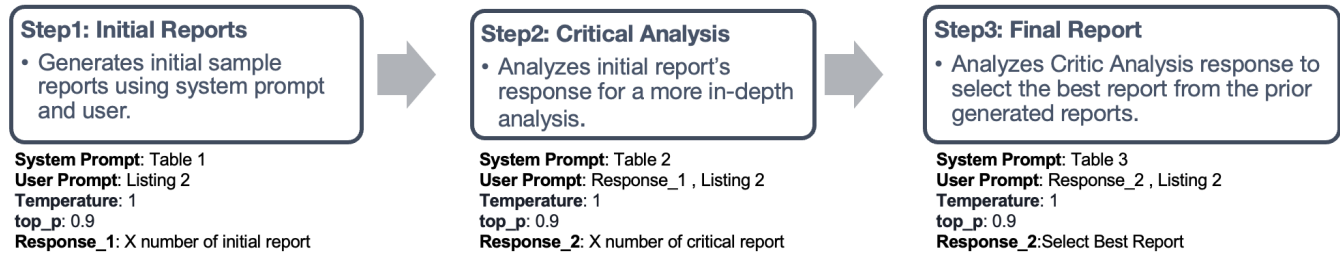 Step1: Initial Reports
• Generates initial sample
reports using system prompt
and user.
System Prompt: Table 1
User Prompt: Listing 2
Temperature: 1
top_p: 0.9
Response_1: X number of initial report
Step2: Critical Analysis
• Analyzes initial report’s
response for a more in-depth
analysis.
System Prompt: Table 2
User Prompt: Response_1 , Listing 2
Temperature: 1
top_p: 0.9
Response_2: X number of critical report
Step3: Final Report
• Analyzes Critic Analysis response to
select the best report from the prior
generated reports.
System Prompt: Table 3
User Prompt: Response_2 , Listing 2
Temperature: 1
top_p: 0.9
Response_2:Select Best Report